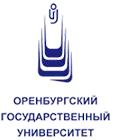 ОРЕНБУРГСКИЙ
ГОСУДАРСТВЕННЫЙ
УНИВЕРСИТЕТ